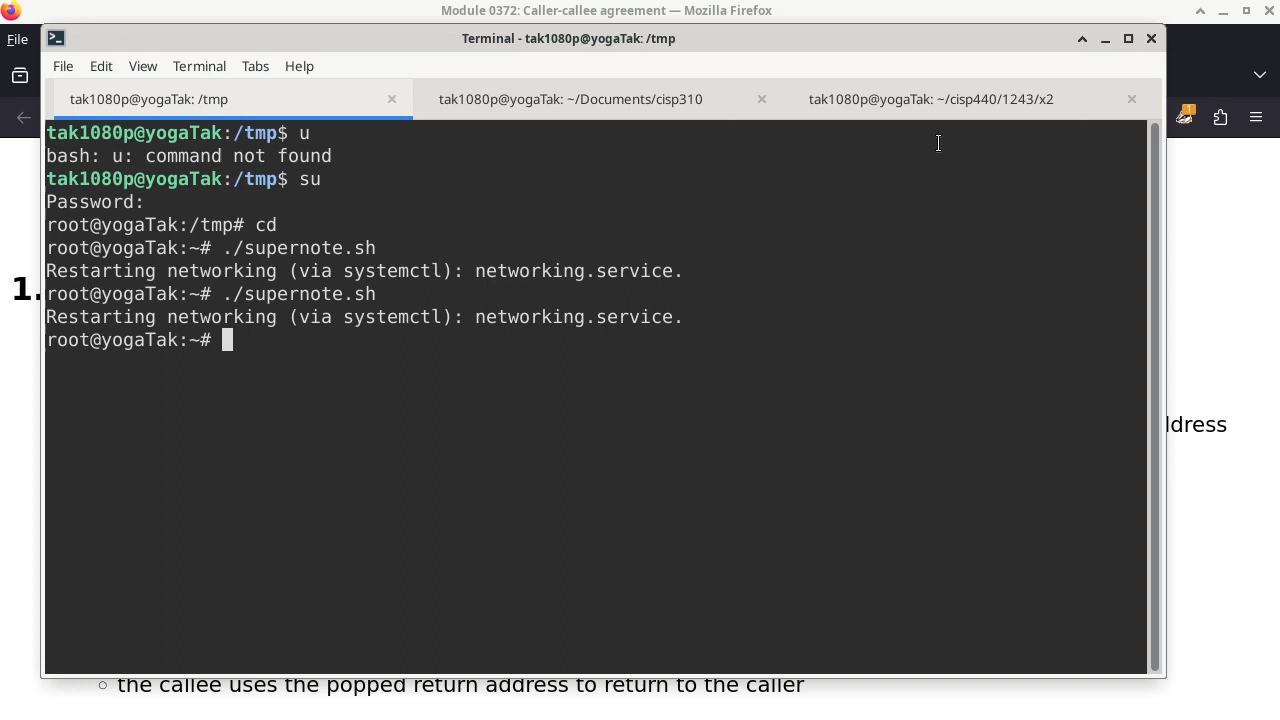 Module 0372: Caller-callee agreement — Mozilla Firefox
File
Terminal - tak1080p@yogaTak: /tmp
File Edit View Terminal Tabs Help
tak1080p@yogaTak: /tmp
tak1080p@yogaTak: ~/Documents/cisp310
tak1080p@yogaTak: ~/cisp440/1243/x2
1
tak1080p@yogaTak:/tmp$ u
bash: u: command not found
tak1080p@yogaTak:/tmp$ su
Password:
root@yogaTak:/tmp# cd
root@yogaTak:~# ./supernote.sh
Restarting networking (via systemctl): networking.service.
1.
root@yogaTak:~# ./supernote.sh
Restarting networking (via systemctl): networking.service.
root@yogaTak:~#
ldress
the callee uses the popped return address to return to the caller